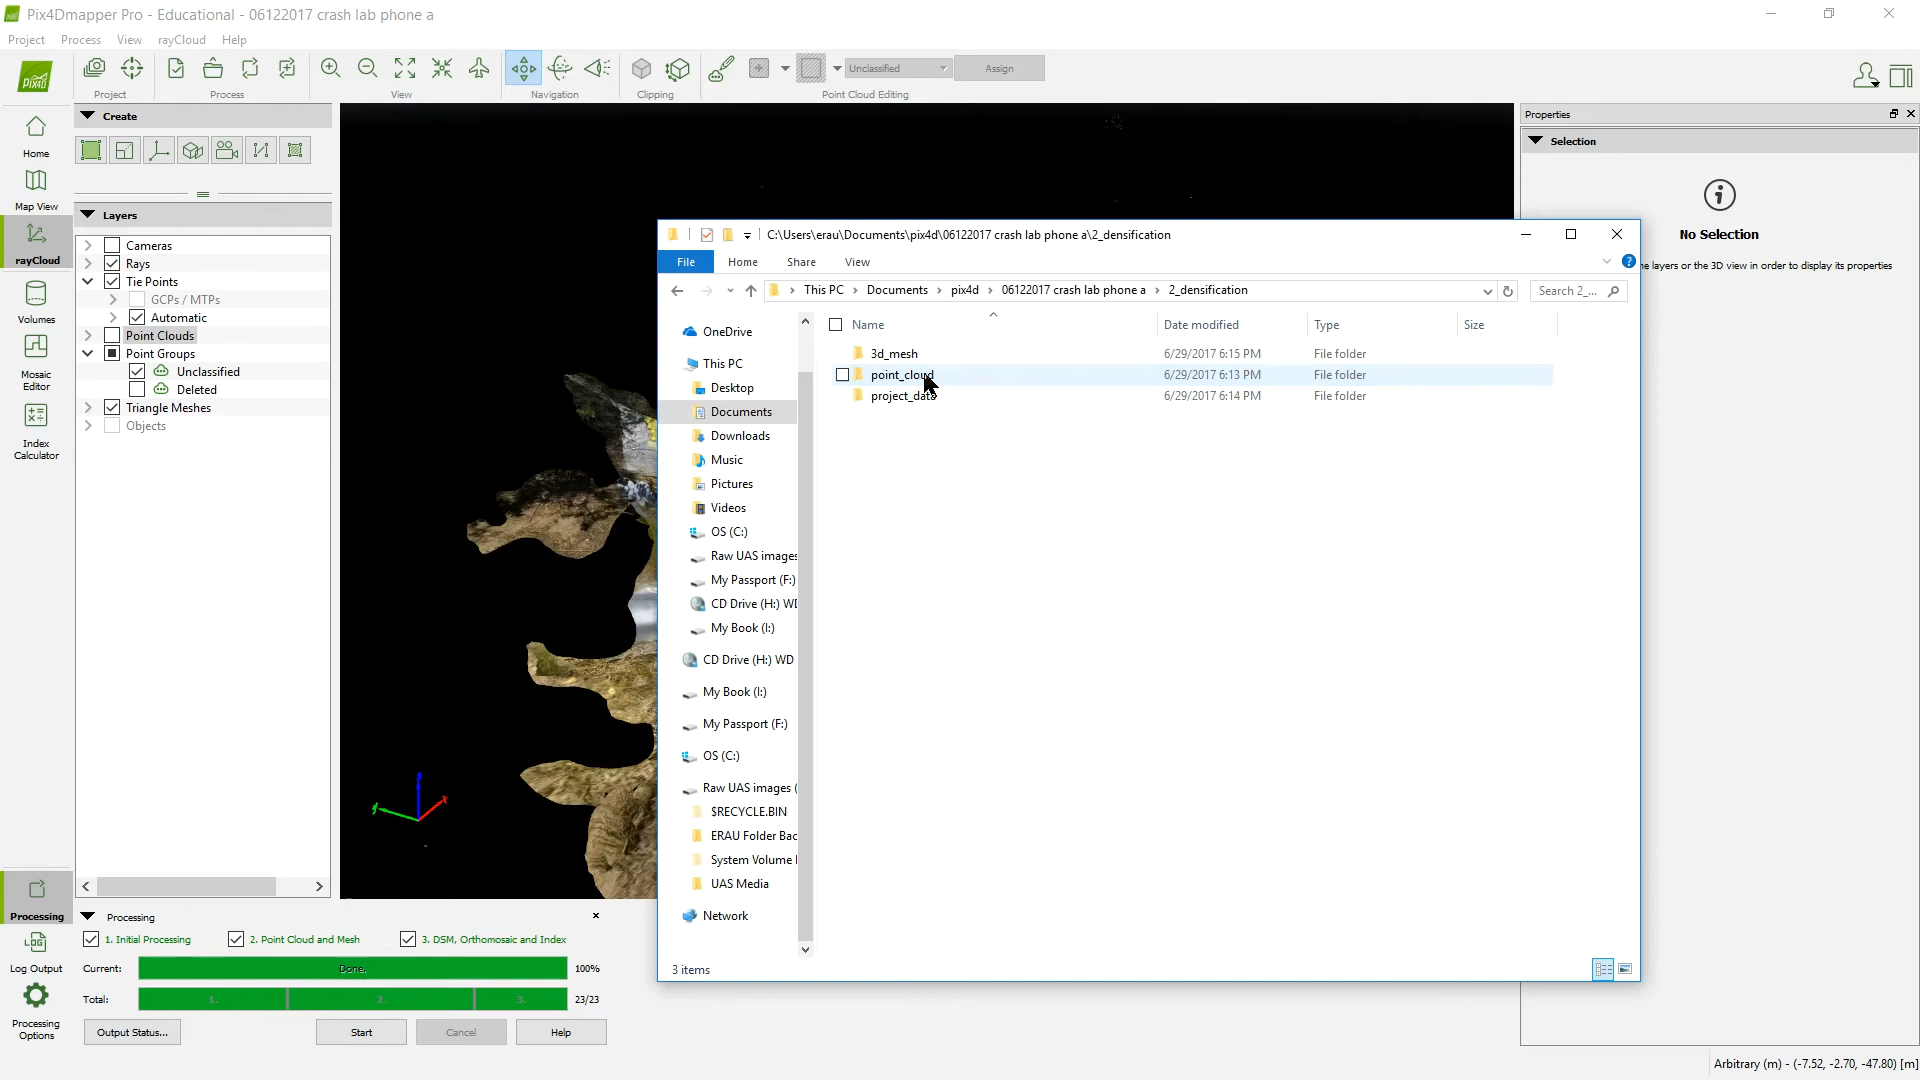 Pix4Dmapper Pro - Educational - 06122017 crash lab phone a
Project Process View rayCloud Help
PIX4D
Unclassified
Assign
Project
Process
View
Navigation
Clipping
Point Cloud Editing
Home
Map View
rayCloud
Volumes
Mosaic
Editor
Index
Calculator
Create
Layers
Cameras
Rays
Tie Points
GCPs / MTPs
Automatic
Point Clouds
Point Groups
Unclassified
Deleted
Triangle Meshes
Objects
Properties
Selection
No Selection
e layers or the 3D view in order to display its properties
C:\Users\erau\Documents\pix4d\06122017 crash lab phone a\2_densification
File Home Share View
This PC Documents pix4d 06122017 crash lab phone a 2_densification
Search 2_...
OneDrive
This PC
Desktop
Documents
Downloads
Music
Pictures
Videos
OS (C:)
Raw UAS images
My Passport (F:)
CD Drive (H:) WD
My Book (I:)
CD Drive (H:) WD
My Book (I:)
My Passport (F:)
OS (C:)
Raw UAS images (
$RECYCLE.BIN
ERAU Folder Bac
System Volume I
UAS Media
Network
Name Date modified Type Size
3d_mesh 6/29/2017 6:15 PM File folder
point_cloud 6/29/2017 6:13 PM File folder
project_data 6/29/2017 6:14 PM File folder
3 items
Processing
Log Output
Processing
Options
Processing
1. Initial Processing 2. Point Cloud and Mesh 3. DSM, Orthomosaic and Index
Current: Done. 100%
Total: 1. 2. 3. 23/23
Output Status... Start Cancel Help
Arbitrary (m) - (-7.52, -2.70, -47.80) [m]